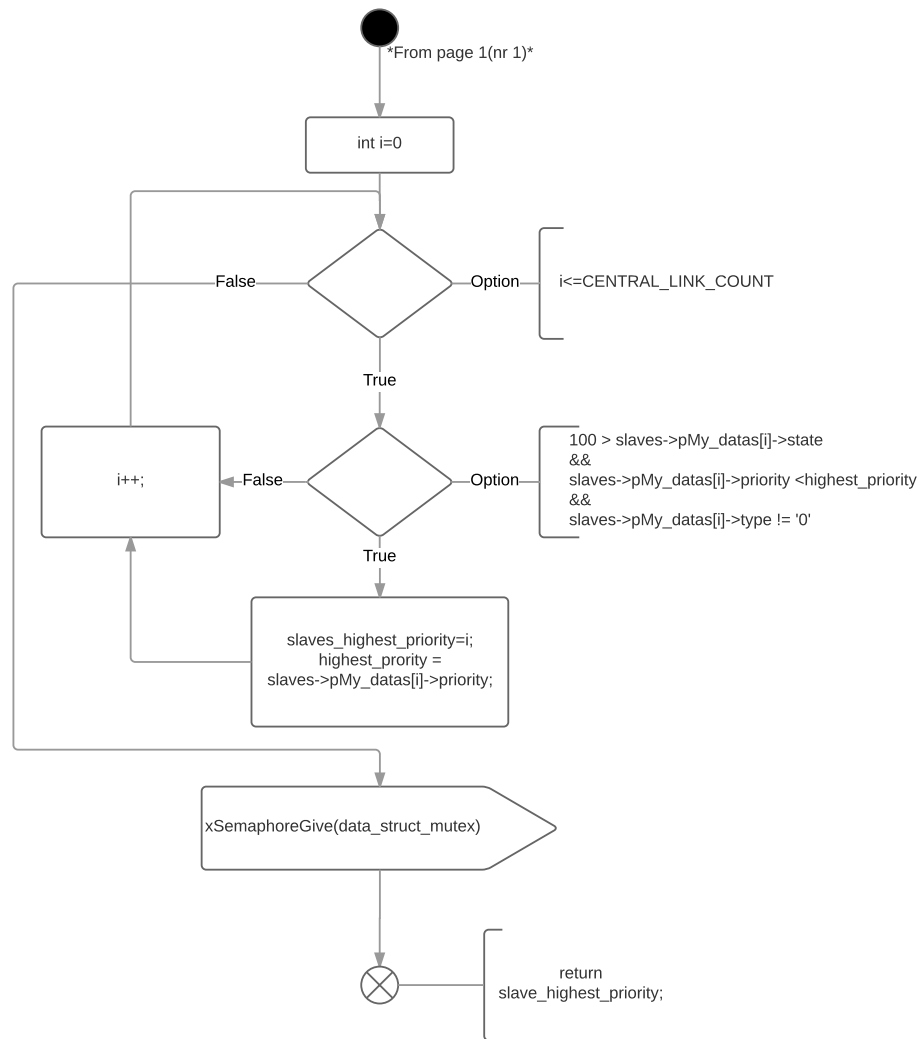 *From page 1(nr 1)*
int i=0
False
Option
i<=CENTRAL_LINK_COUNT
True
i++;
False
Option
100 > slaves->pMy_datas[i]->state
&&
slaves->pMy_datas[i]->priority <highest_priority
&&
slaves->pMy_datas[i]->type != '0'
True
slaves_highest_priority=i;
highest_prority =
slaves->pMy_datas[i]->priority;
xSemaphoreGive(data_struct_mutex)
return
slave_highest_priority;